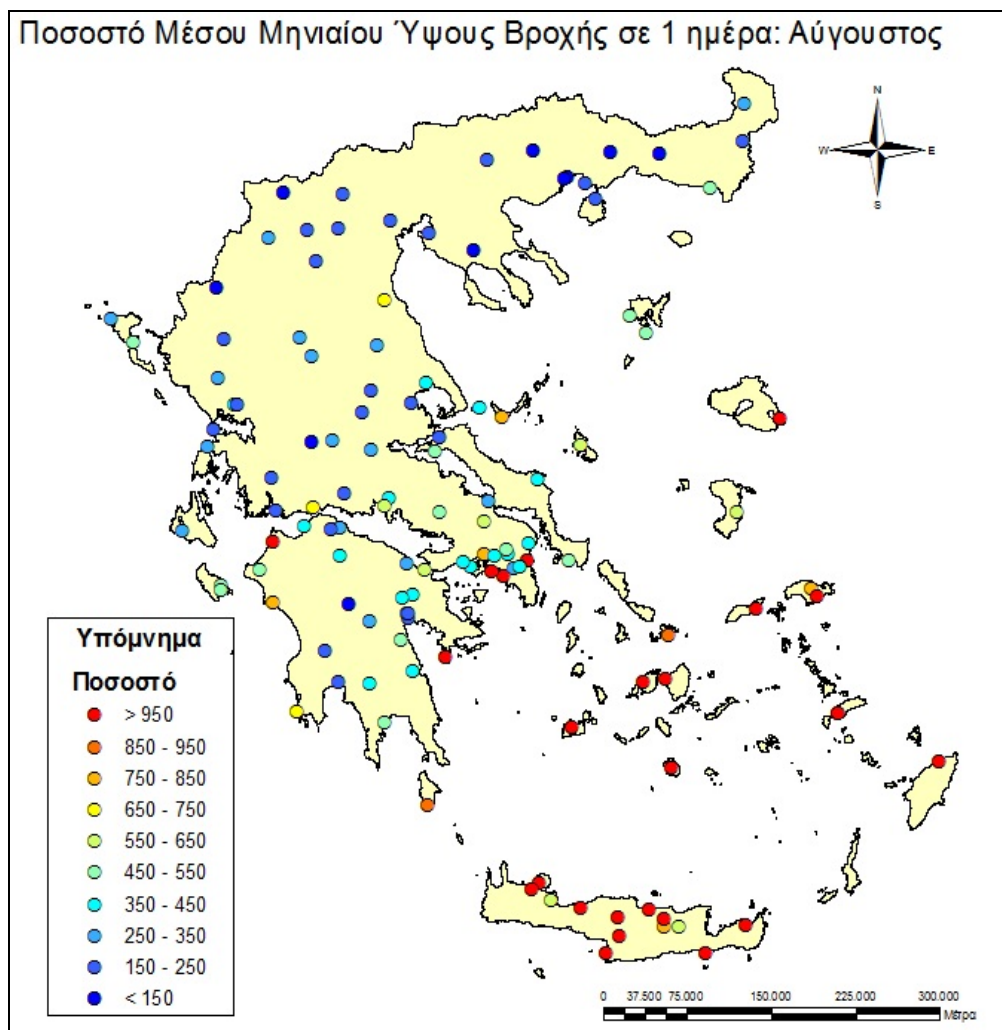 Ποσοστό Μέσου Μηνιαίου Ύψους Βροχής σε 1 ημέρα: Αύγουστος
N
W E
S
Υπόμνημα
Ποσοστό
> 950
850 - 950
750 - 850
650 - 750
550 - 650
450 - 550
350 - 450
250 - 350
150 - 250
< 150
0 37.500 75.000 150.000 225.000 300.000
Μέτρα